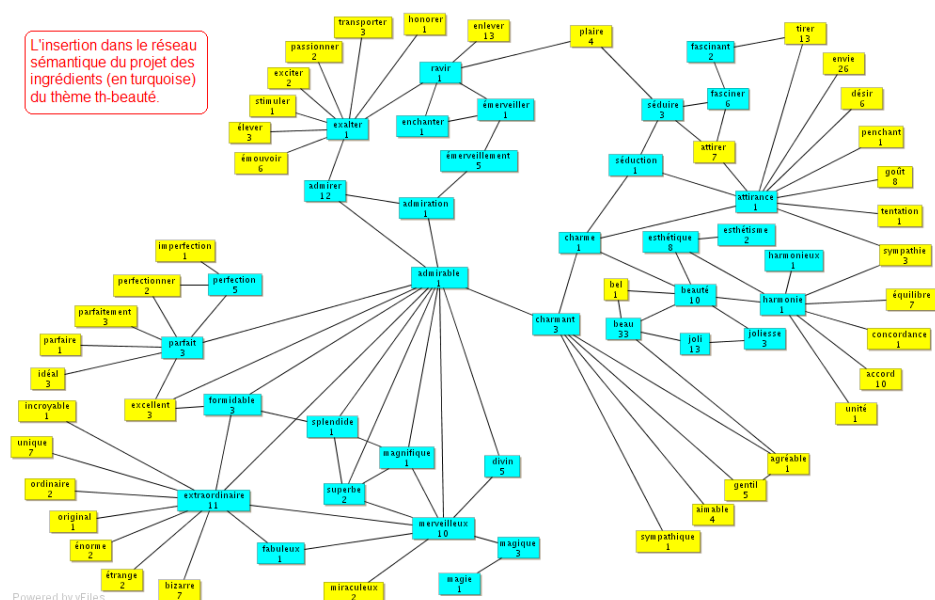 L'insertion dans le réseau
sémantique du projet des
ingrédients (en turquoise)
du thème th-beauté.
transporter
3
honorer
1
enlever
13
plaire
4
tirer
13
passionner
2
fascinant
2
envie
26
exciter
2
ravir
1
désir
6
stimuler
1
fasciner
6
séduire
3
émerveiller
1
élever
3
exalter
1
enchanter
1
penchant
1
émouvoir
6
émerveillement
5
attirer
7
séduction
1
goût
8
admirer
12
admiration
1
attirance
1
tentation
1
charme
1
esthétique
8
esthétisme
2
harmonieux
1
sympathie
3
imperfection
1
perfectionner
2
perfection
5
admirable
1
bel
1
beauté
10
harmonie
1
équilibre
7
parfaitement
3
charmant
3
beau
33
joli
13
joliesse
3
concordance
1
parfaire
1
parfait
3
idéal
3
accord
10
incroyable
1
excellent
3
formidable
3
splendide
1
unité
1
unique
7
magnifique
1
divin
5
agréable
1
ordinaire
2
extraordinaire
11
superbe
2
gentil
5
original
1
merveilleux
10
aimable
4
énorme
2
fabuleux
1
magique
3
sympathique
1
étrange
2
bizarre
7
miraculeux
2
magie
1
Powered by yFiles